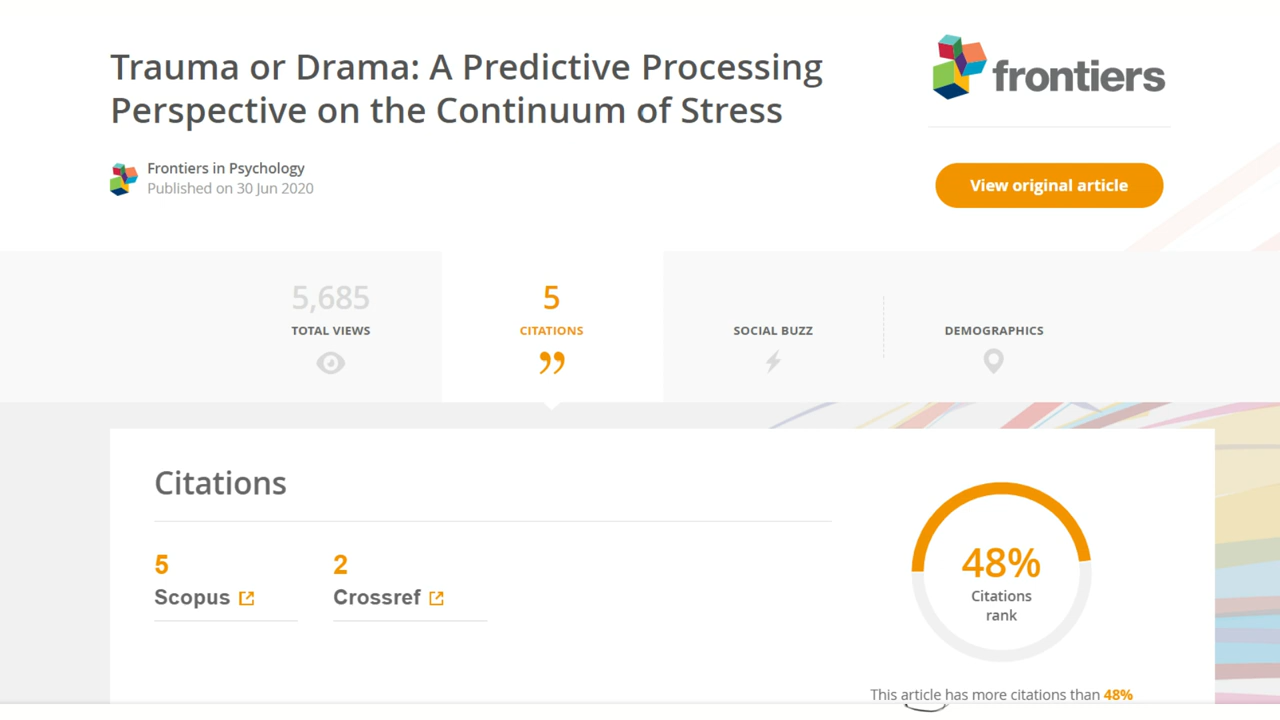 Trauma or Drama: A Predictive Processing
Perspective on the Continuum of Stress
frontiers
Frontiers in Psychology
Published on 30 Jun 2020
View original article
5,685
TOTAL VIEWS
5
CITATIONS
SOCIAL BUZZ
DEMOGRAPHICS
Citations
5
Scopus
2
Crossref
48%
Citations
rank
This article has more citations than 48%